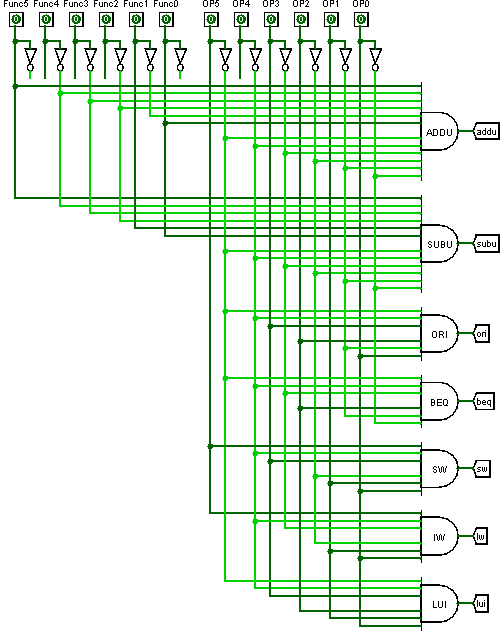 Func5 Func4 Func3 Func2 Func1 Func0 OP5 OP4 OP3 OP2 OP1 OP0
0 0 0 0 0 0 0 0 0 0 0 0
ADDU addu
SUBU subu
ORI ori
BEQ beq
SW sw
lW lw
LUI lui